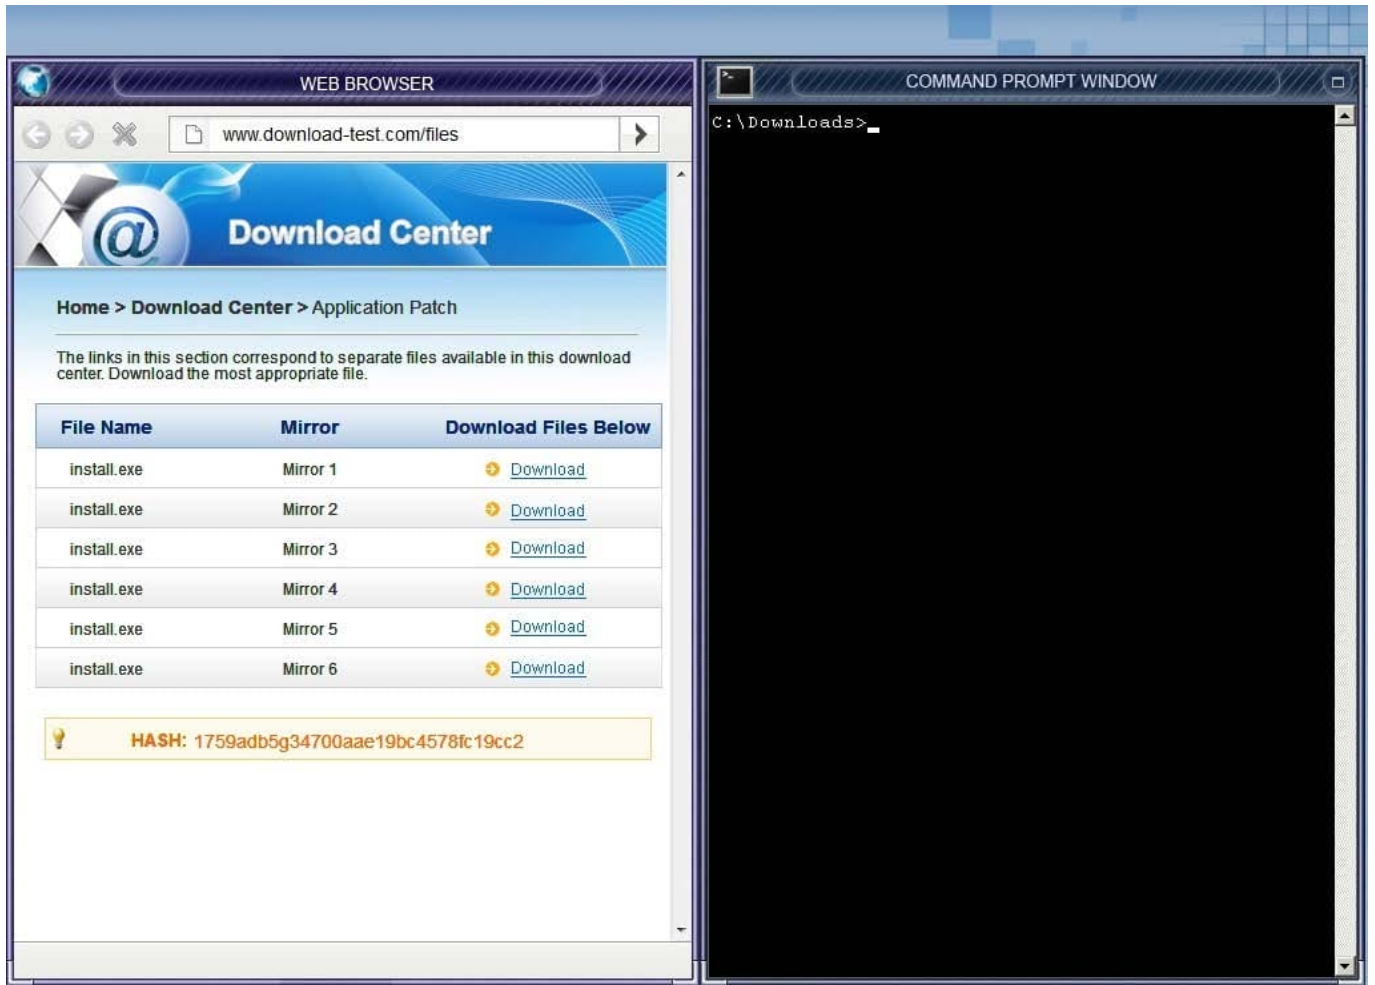 WEB BROWSER
www.download-test.com/files
@
Download Center
Home > Download Center > Application Patch
The links in this section correspond to separate files available in this download
center. Download the most appropriate file.
File Name Mirror Download Files Below
install.exe Mirror 1 Download
install.exe Mirror 2 Download
install.exe Mirror 3 Download
install.exe Mirror 4 Download
install.exe Mirror 5 Download
install.exe Mirror 6 Download
HASH: 1759adb5g34700aae19bc4578fc19cc2
COMMAND PROMPT WINDOW
C:\Downloads>_